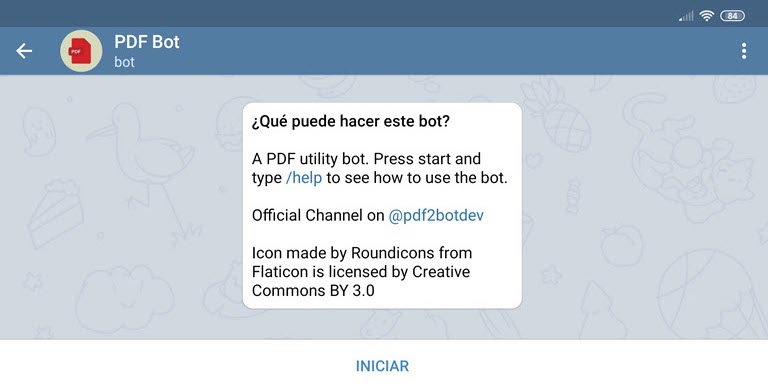 84
PDF Bot
PDF
bot
¿Qué puede hacer este bot?
A PDF utility bot. Press start and
type /help to see how to use the bot.
Official Channel on @pdf2botdev
Icon made by Roundicons from
Flaticon is licensed by Creative
Commons BY 3.0
INICIAR